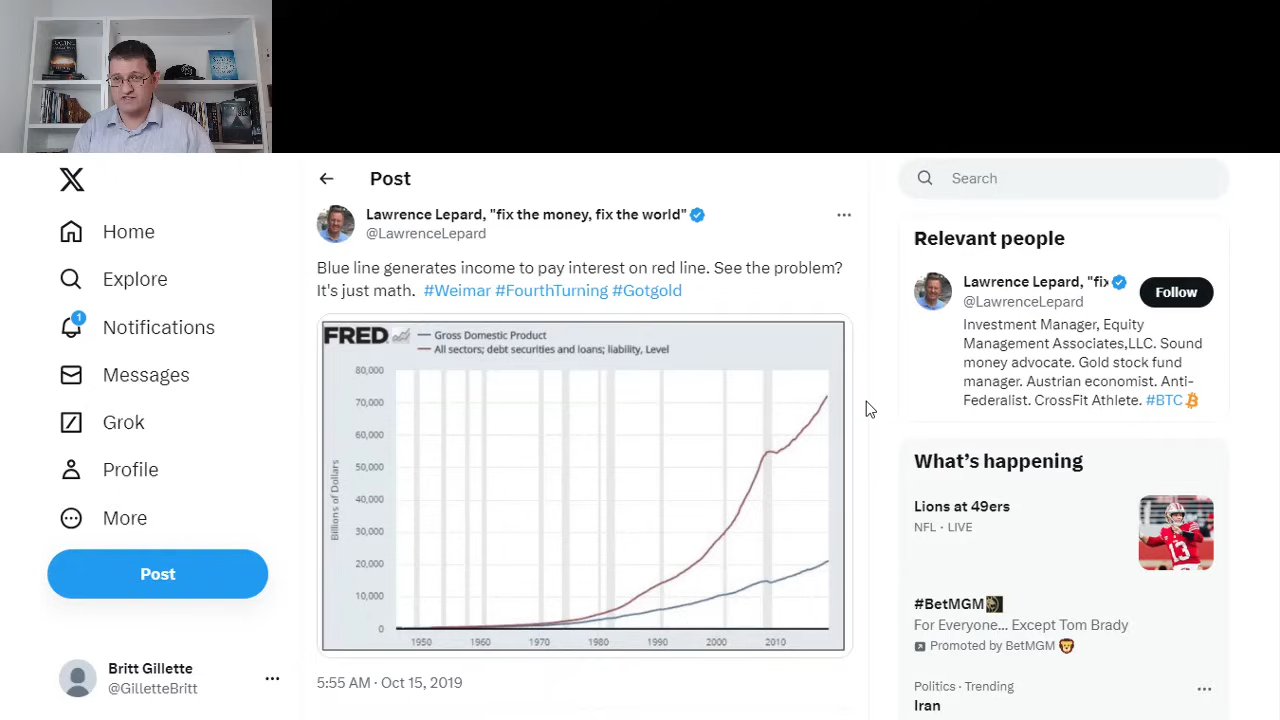 X
Home
Explore
Notifications
1
Messages
Grok
Profile
More
Post
Britt Gillette
@GilletteBritt
Post
Lawrence Lepard, "fix the money, fix the world"
@LawrenceLepard
Blue line generates income to pay interest on red line. See the problem?
It's just math. #Weimar #FourthTurning #Gotgold
FRED
Gross Domestic Product
All sectors; debt securities and loans; liability, Level
80,000
70,000
60,000
50,000
40,000
30,000
20,000
10,000
0
Billions of Dollars
1950 1960 1970 1980 1990 2000 2010
5:55 AM · Oct 15, 2019
Search
Relevant people
Lawrence Lepard, "fix
@LawrenceLepard
Follow
Investment Manager, Equity
Management Associates,LLC. Sound
money advocate. Gold stock fund
manager. Austrian economist. Anti-
Federalist. CrossFit Athlete. #BTC
What's happening
Lions at 49ers
NFL · LIVE
13
#BetMGM
For Everyone... Except Tom Brady
Promoted by BetMGM
Politics · Trending
Iran